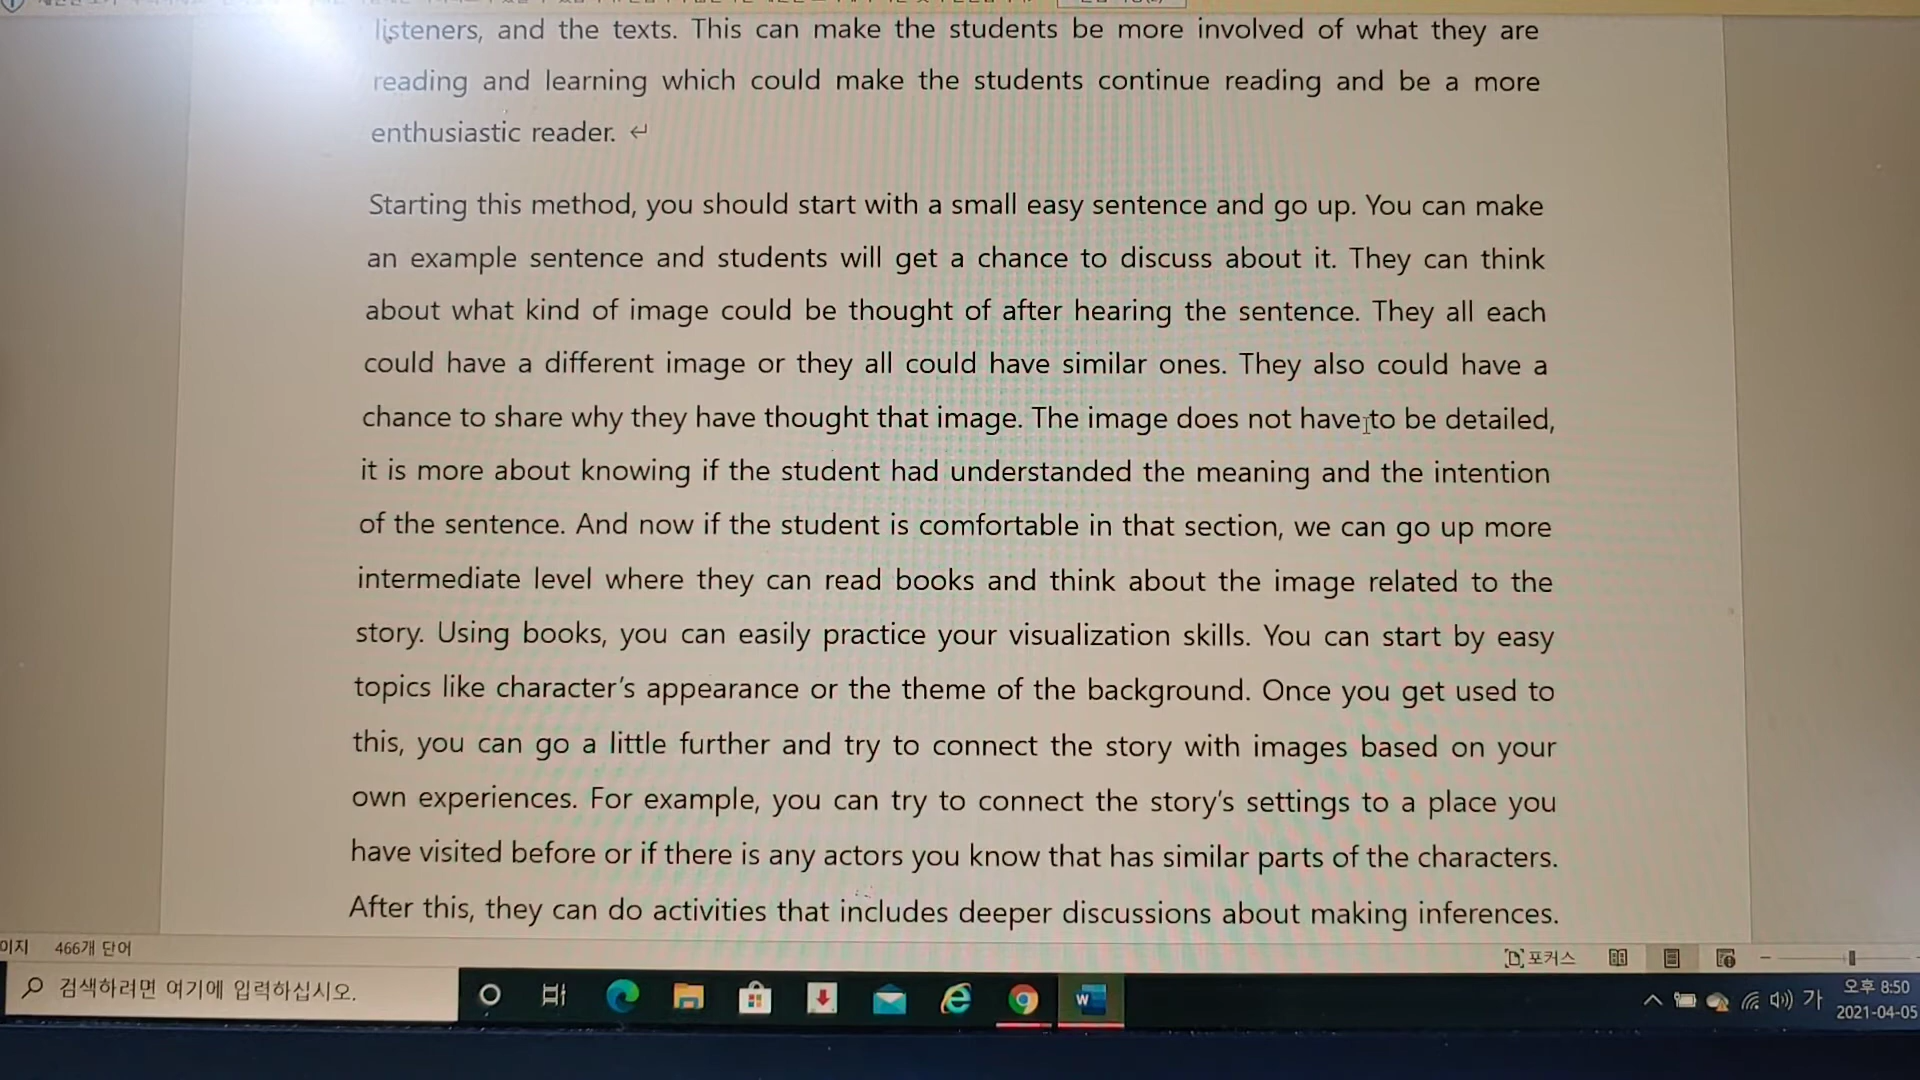 listeners, and the texts. This can make the students be more involved of what they are
reading and learning which could make the students continue reading and be a more
enthusiastic reader. ↵
Starting this method, you should start with a small easy sentence and go up. You can make
an example sentence and students will get a chance to discuss about it. They can think
about what kind of image could be thought of after hearing the sentence. They all each
could have a different image or they all could have similar ones. They also could have a
chance to share why they have thought that image. The image does not have to be detailed,
it is more about knowing if the student had understanded the meaning and the intention
of the sentence. And now if the student is comfortable in that section, we can go up more
intermediate level where they can read books and think about the image related to the
story. Using books, you can easily practice your visualization skills. You can start by easy
topics like character's appearance or the theme of the background. Once you get used to
this, you can go a little further and try to connect the story with images based on your
own experiences. For example, you can try to connect the story's settings to a place you
have visited before or if there is any actors you know that has similar parts of the characters.
After this, they can do activities that includes deeper discussions about making inferences.
이지 466개 단어
포커스
검색하려면 여기에 입력하십시오.
가
오후 8:50
2021-04-05